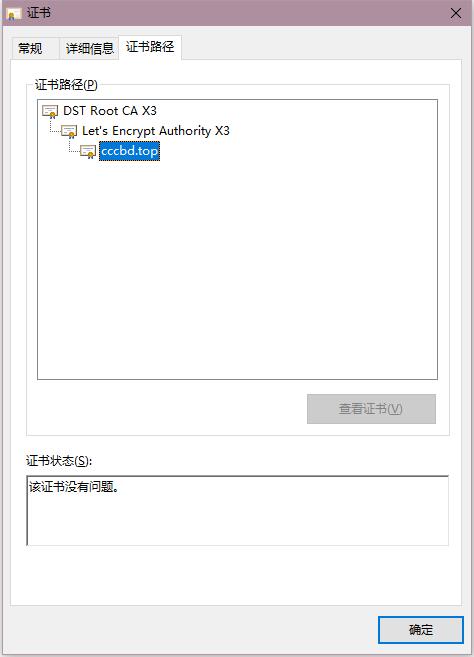 证书
常规 详细信息 证书路径
证书路径(P)
DST Root CA X3
Let's Encrypt Authority X3
cccbd.top
查看证书(V)
证书状态(S):
该证书没有问题。
确定